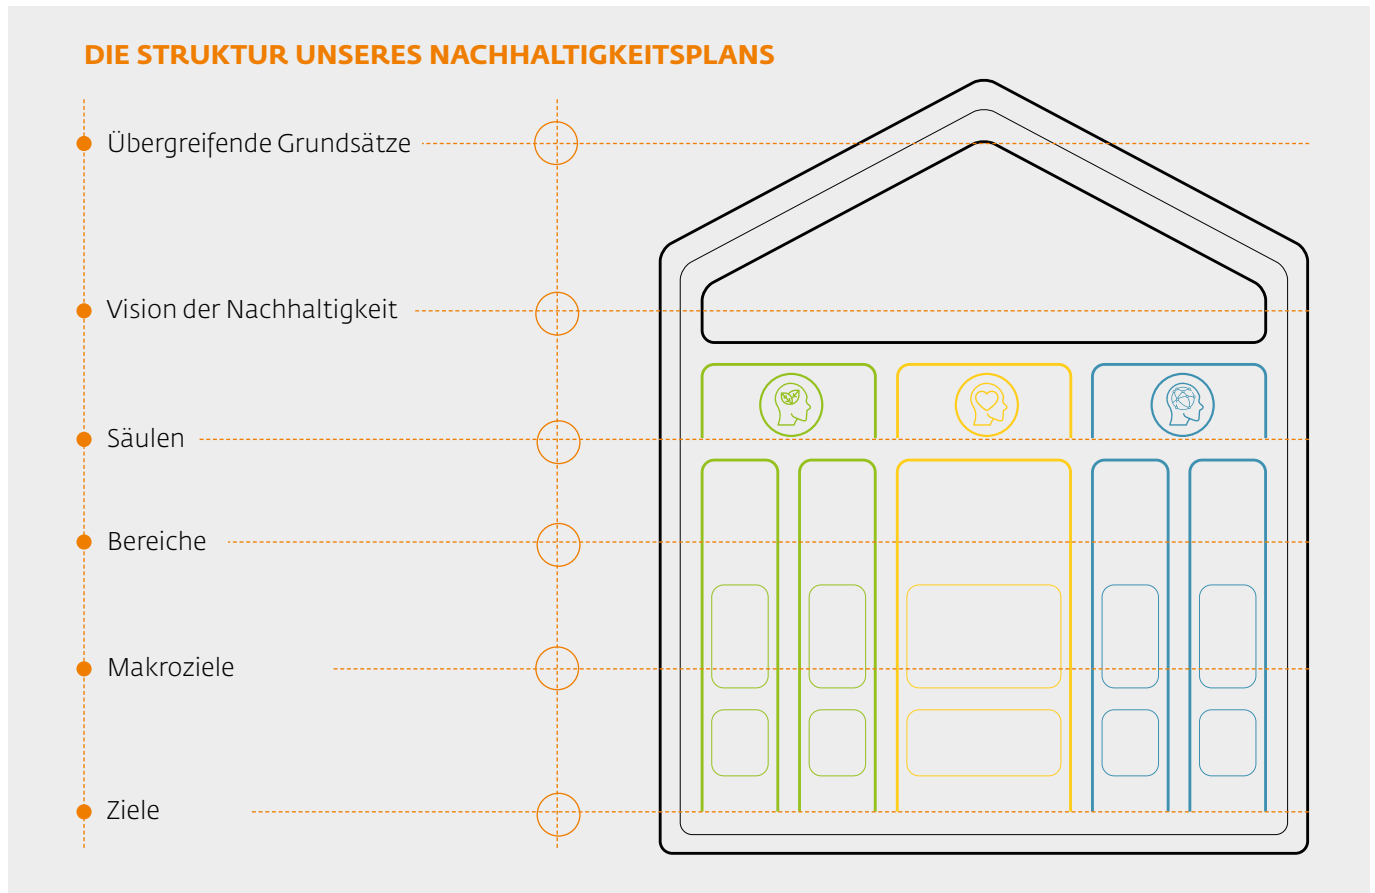 DIE STRUKTUR UNSERES NACHHALTIGKEITSPLANS
Übergreifende Grundsätze
Vision der Nachhaltigkeit
Säulen
Bereiche
Makroziele
Ziele